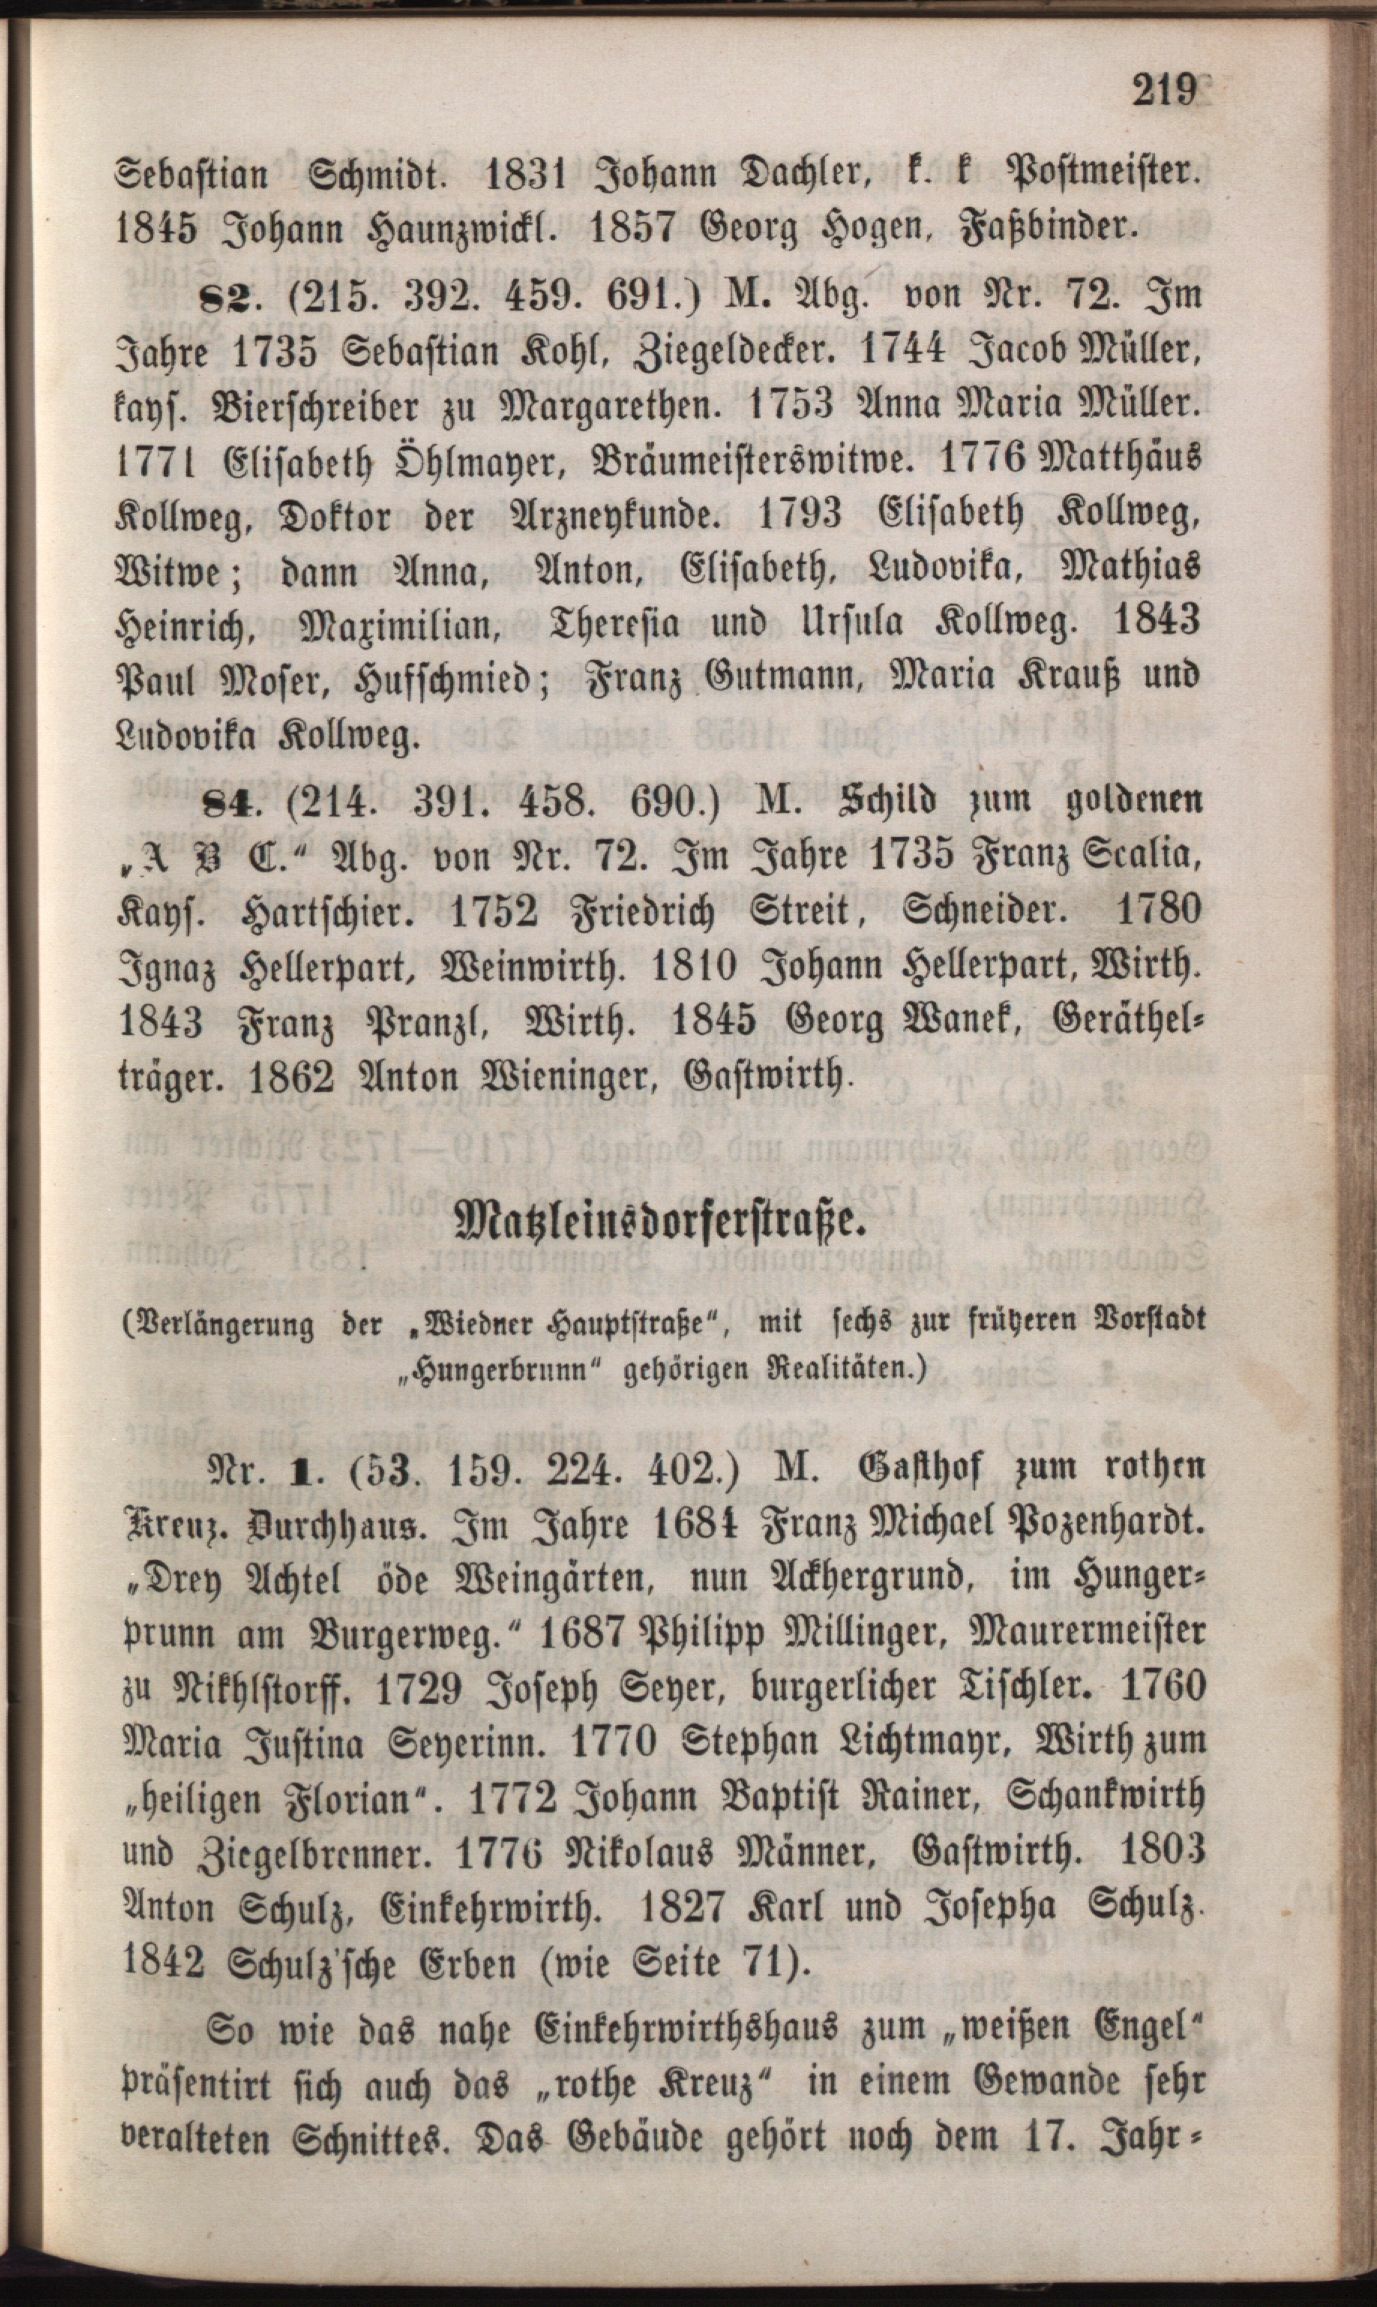 219
Sebastian Schmidt. 1831 Johann Dachler, k. k Postmeister.
1845 Johann Haunzwickl. 1857 Georg Hogen, Faßbinder.
82. (215. 392. 459. 691.) M. Abg. von Nr. 72. Im
Jahre 1735 Sebastian Kohl, Ziegeldecker. 1744 Jacob Müller,
kays. Bierschreiber zu Margarethen. 1753 Anna Maria Müller.
1771 Elisabeth Öhlmayer, Bräumeisterswitwe. 1776 Matthäus
Kollweg, Doktor der Arzneykunde. 1793 Elisabeth Kollweg,
Witwe; dann Anna, Anton, Elisabeth, Ludovika, Mathias
Heinrich, Maximilian, Theresia und Ursula Kollweg. 1843
Paul Moser, Hufschmied; Franz Gutmann, Maria Krauß und
Ludovika Kollweg.
84. (214. 391. 458. 690.) M. Schild zum goldenen
„A B C.“ Abg. von Nr. 72. Im Jahre 1735 Franz Scalia,
Kays. Hartschier. 1752 Friedrich Streit, Schneider. 1780
Ignaz Hellerpart, Weinwirth. 1810 Johann Hellerpart, Wirth.
1843 Franz Pranzl, Wirth. 1845 Georg Wanek, Geräthel-
träger. 1862 Anton Wieninger, Gastwirth.
Matzleinsdorferstraße.
(Verlängerung der „Wiedner Hauptstraße“, mit sechs zur früheren Vorstadt
„Hungerbrunn“ gehörigen Realitäten.)
Nr. 1. (53. 159. 224. 402.) M. Gasthof zum rothen
Kreuz. Durchhaus. Im Jahre 1684 Franz Michael Pozenhardt.
„Drey Achtel öde Weingärten, nun Ackhergrund, im Hunger-
prunn am Burgerweg.“ 1687 Philipp Millinger, Maurermeister
zu Nikhlstorff. 1729 Joseph Seyer, burgerlicher Tischler. 1760
Maria Justina Seyerinn. 1770 Stephan Lichtmayr, Wirth zum
„heiligen Florian“. 1772 Johann Baptist Rainer, Schankwirth
und Ziegelbrenner. 1776 Nikolaus Männer, Gastwirth. 1803
Anton Schulz, Einkehrwirth. 1827 Karl und Josepha Schulz.
1842 Schulz'sche Erben (wie Seite 71).
So wie das nahe Einkehrwirthshaus zum „weißen Engel“
präsentirt sich auch das „rothe Kreuz“ in einem Gewande sehr
veralteten Schnittes. Das Gebäude gehört noch dem 17. Jahr-